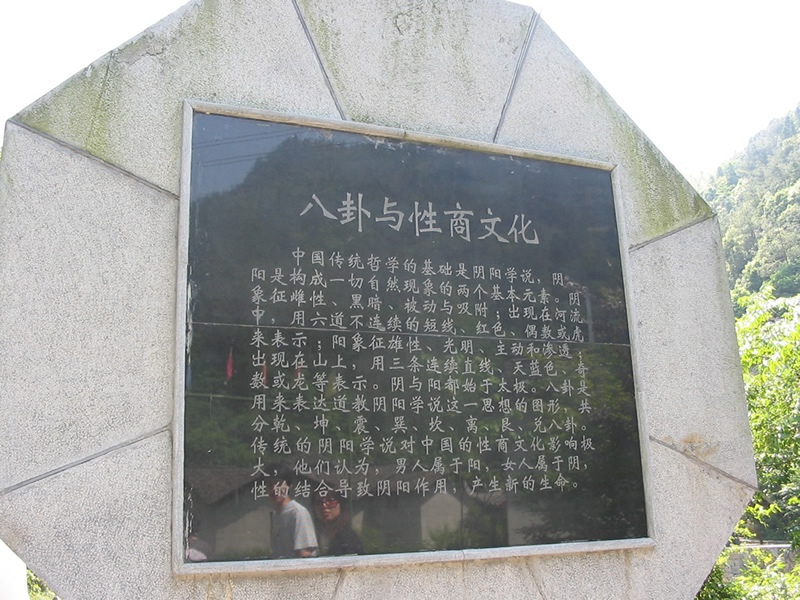 八卦与性商文化
中国传统哲学的基础是阴阳学说，阴
阳是构成一切自然现象的两个基本元素。阴
象征雌性、黑暗、被动与吸附；出现在河流
中，用六道不连续的短线、红色、偶数或虎
来表示；阳象征雄性、光明、主动和渗透；
出现在山上，用三条连续直线、天蓝色、奇
数或龙等表示。阴与阳都始于太极。八卦是
用来表达道教阴阳学说这一思想的图形，共
分乾、坤、震、巽、坎、离、艮、兑八卦。
传统的阴阳学说对中国的性商文化影响极
大，他们认为，男人属于阳，女人属于阴，
性的结合导致阴阳作用，产生新的生命。